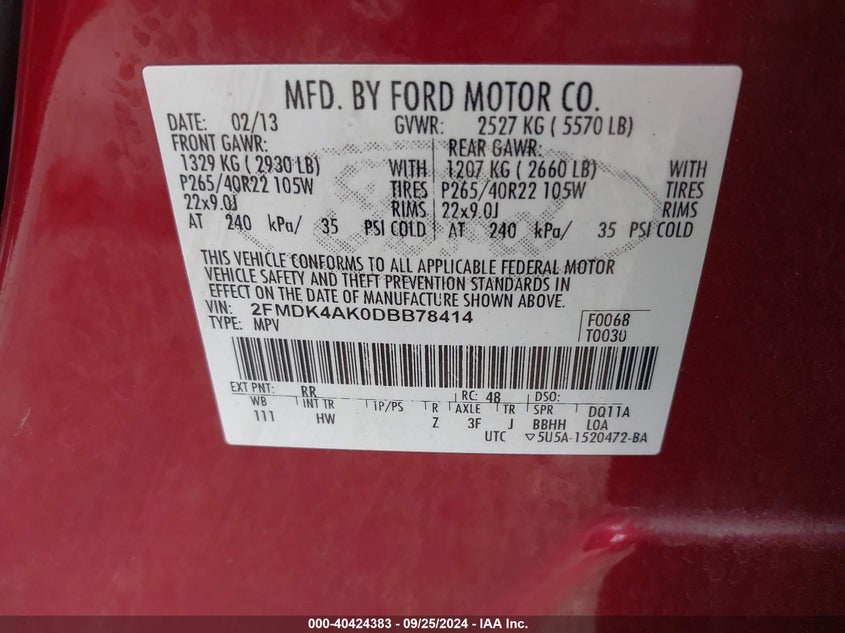 MFD. BY FORD MOTOR CO.
DATE: 02/13 GVWR: 2527 KG ( 5570 LB)
FRONT GAWR: REAR GAWR:
1329 KG ( 2930 LB) WITH 1207 KG ( 2660 LB) WITH
P265/40R22 105W TIRES P265/40R22 105W TIRES
22x9.0J RIMS 22x9.0J RIMS
AT 240 kPa/ 35 PSI COLD AT 240 kPa/ 35 PSI COLD
THIS VEHICLE CONFORMS TO ALL APPLICABLE FEDERAL MOTOR
VEHICLE SAFETY AND THEFT PREVENTION STANDARDS IN
EFFECT ON THE DATE OF MANUFACTURE SHOWN ABOVE.
VIN: 2FMDK4AK0DBB78414 F0068
TYPE: MPV T0030
EXT PNT: RR RC: 48 DSO:
WB INT TR TP/PS R AXLE TR SPR DQ11A
111 HW Z 3F J BBHH LOA
UTC ▽5U5A-1520472-BA
000-40424383 - 09/25/2024 - IAA Inc.